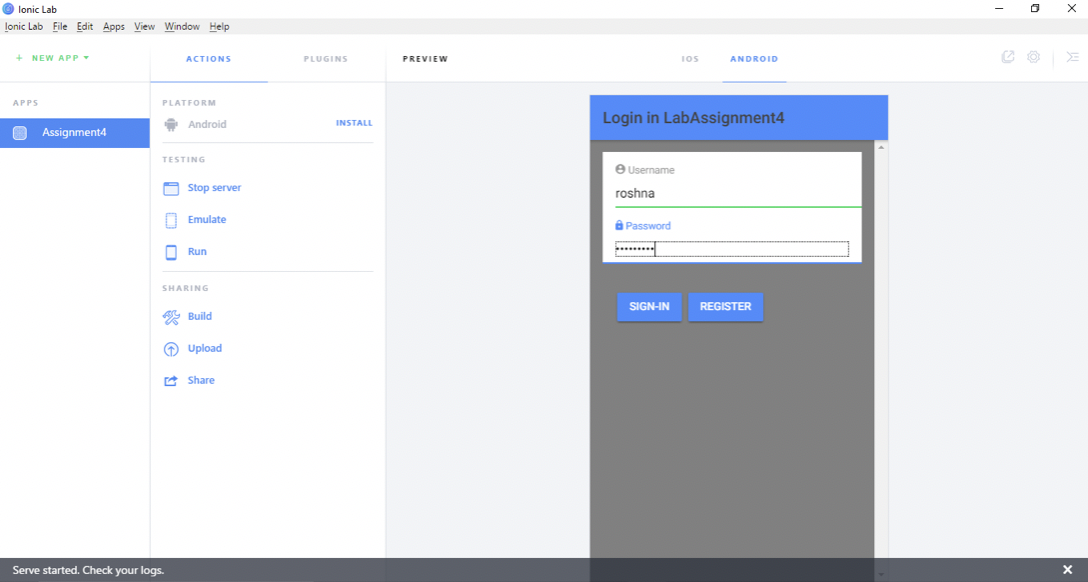 Ionic Lab
Ionic Lab File Edit Apps View Window Help
+ NEW APP
ACTIONS PLUGINS
PREVIEW
IOS ANDROID
APPS
Assignment4
PLATFORM
Android INSTALL
TESTING
Stop server
Emulate
Run
SHARING
Build
Upload
Share
Login in LabAssignment4
Username
roshna
Password
•••••••••
SIGN-IN REGISTER
Serve started. Check your logs.